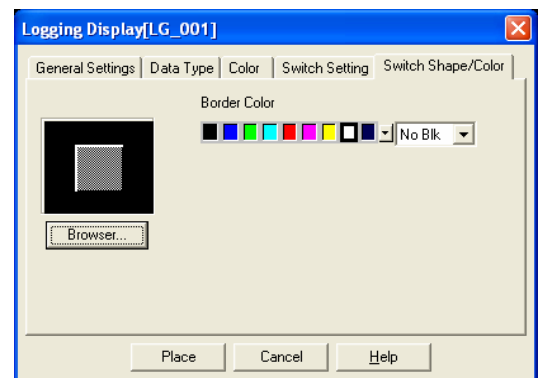 Logging Display[LG_001]
General Settings Data Type Color Switch Setting Switch Shape/Color
Border Color
No Blk
Browser...
Place Cancel Help